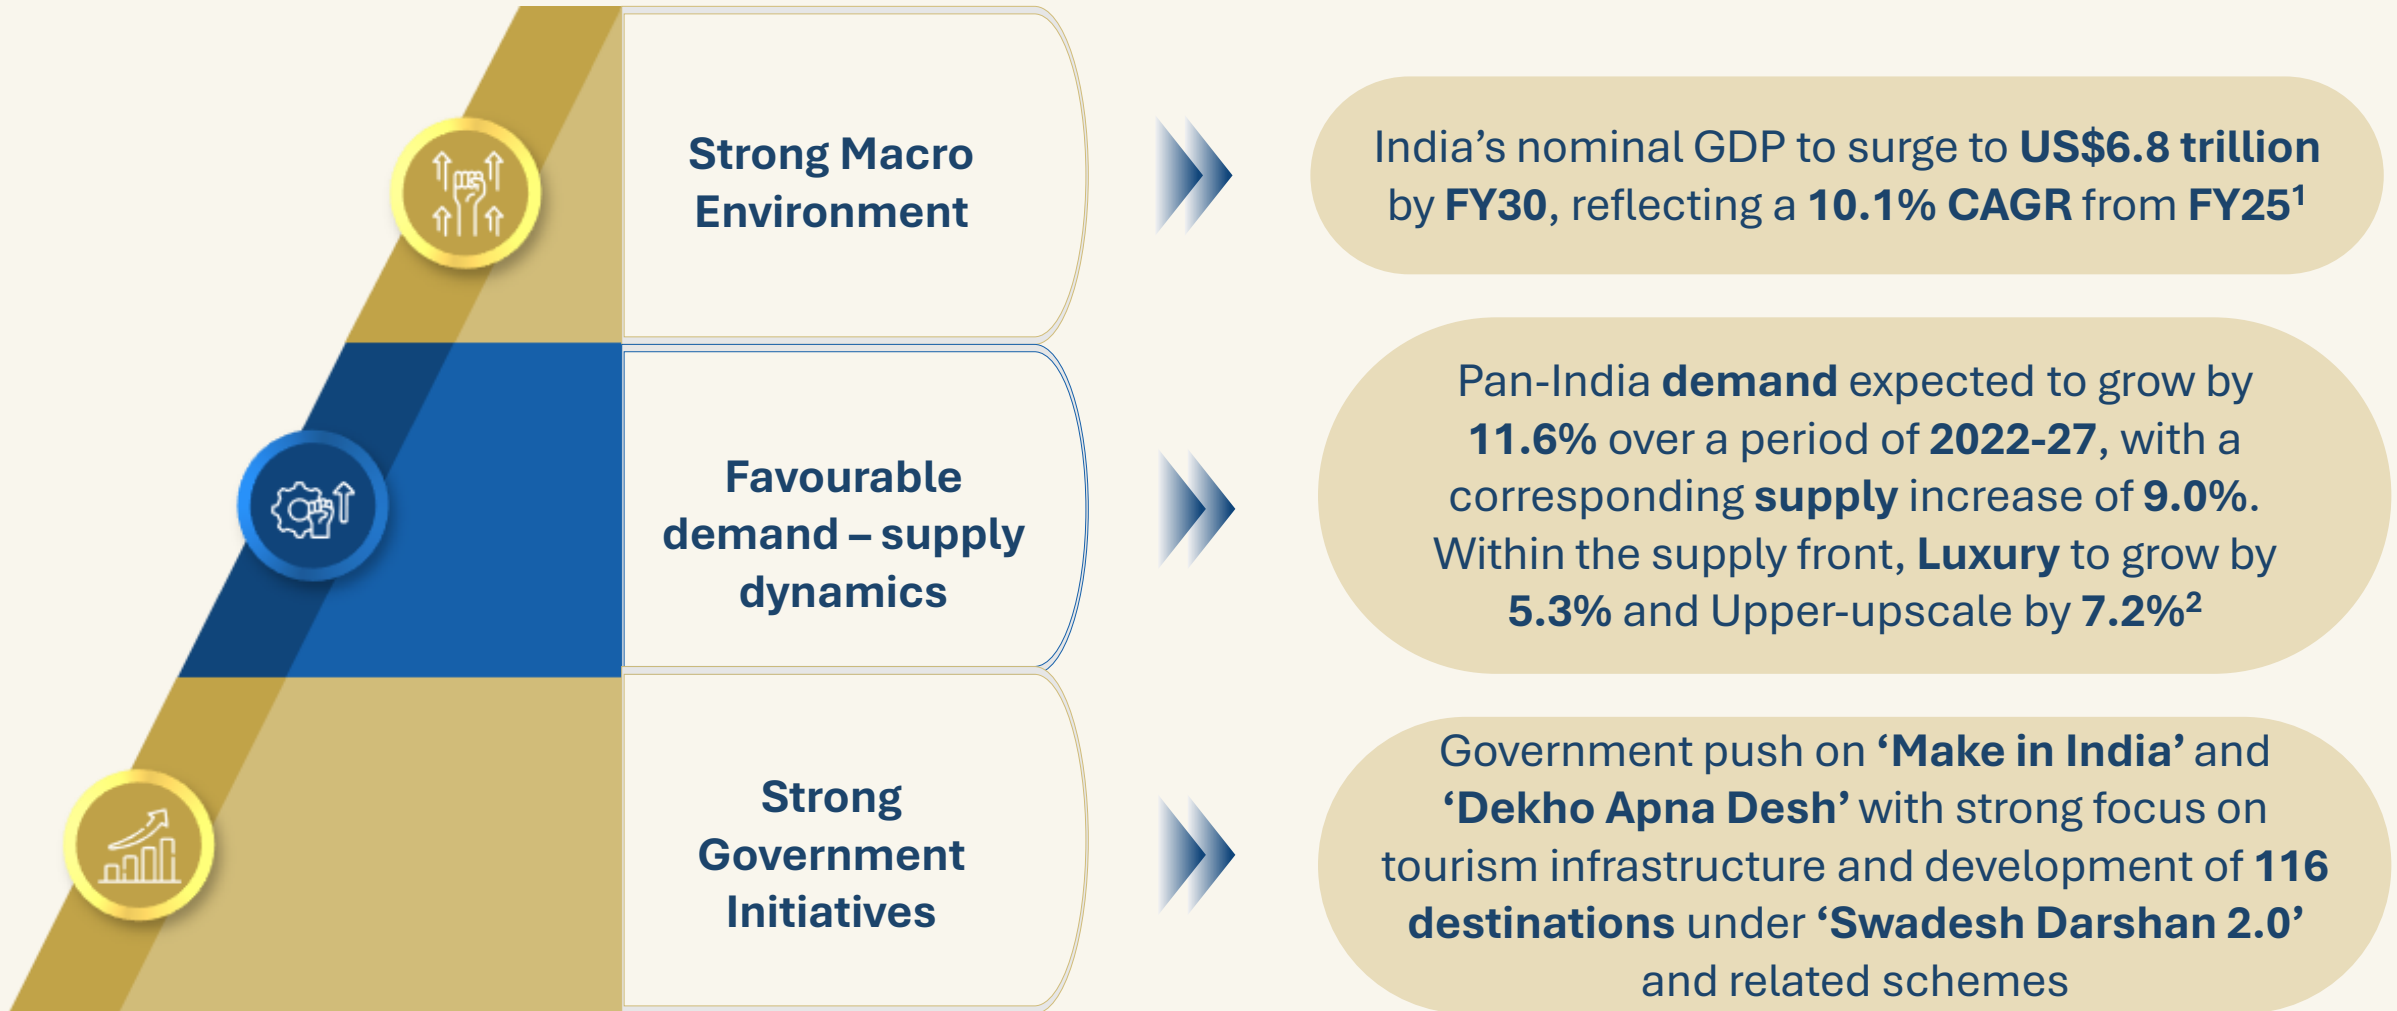 Strong Macro
Environment
India’s nominal GDP to surge to US$6.8 trillion
by FY30, reflecting a 10.1% CAGR from FY25¹
Favourable
demand – supply
dynamics
Pan-India demand expected to grow by
11.6% over a period of 2022-27, with a
corresponding supply increase of 9.0%.
Within the supply front, Luxury to grow by
5.3% and Upper-upscale by 7.2%²
Strong
Government
Initiatives
Government push on ‘Make in India’ and
‘Dekho Apna Desh’ with strong focus on
tourism infrastructure and development of 116
destinations under ‘Swadesh Darshan 2.0’
and related schemes